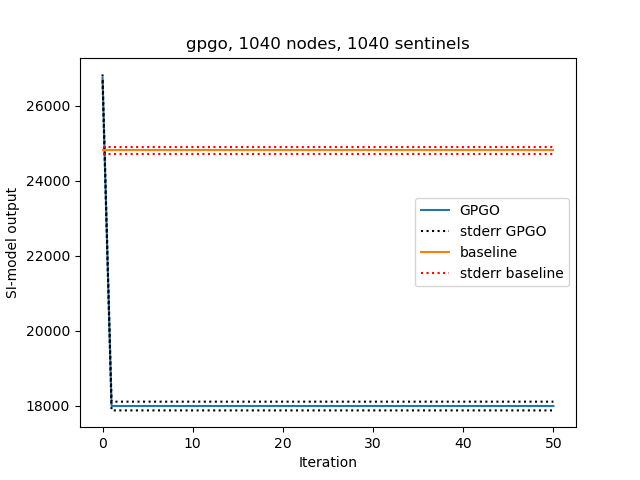 gpgo, 1040 nodes, 1040 sentinels
SI-model output
26000
24000
22000
20000
18000
GPGO
stderr GPGO
baseline
stderr baseline
0 10 20 30 40 50
Iteration